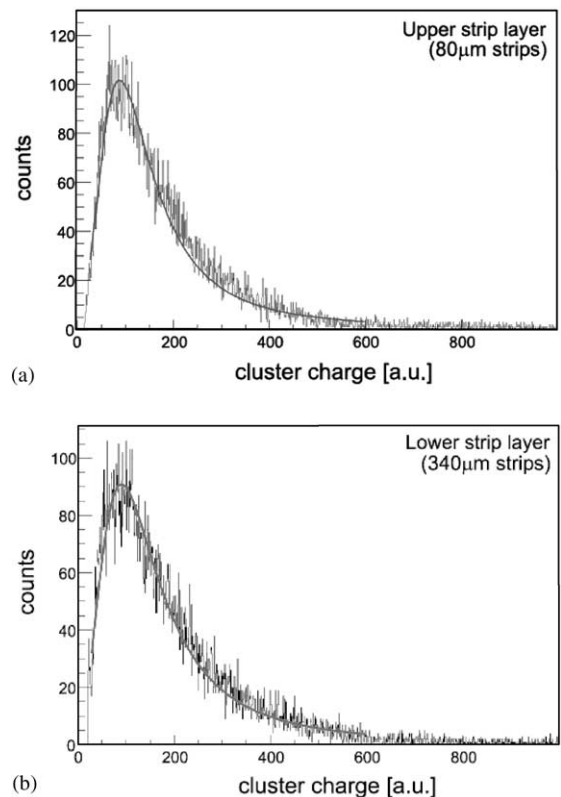 120
100
80
60
40
20
0
counts
Upper strip layer
(80μm strips)
0 200 400 600 800
cluster charge [a.u.]
(a)
100
80
60
40
20
0
counts
Lower strip layer
(340μm strips)
0 200 400 600 800
cluster charge [a.u.]
(b)